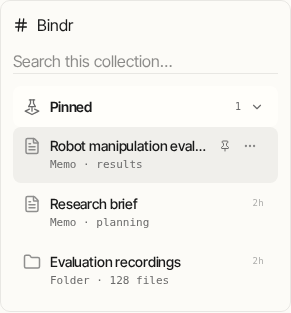 # Bindr
Search this collection...
Pinned 1
Robot manipulation eval...
Memo · results
Research brief 2h
Memo · planning
Evaluation recordings 2h
Folder · 128 files